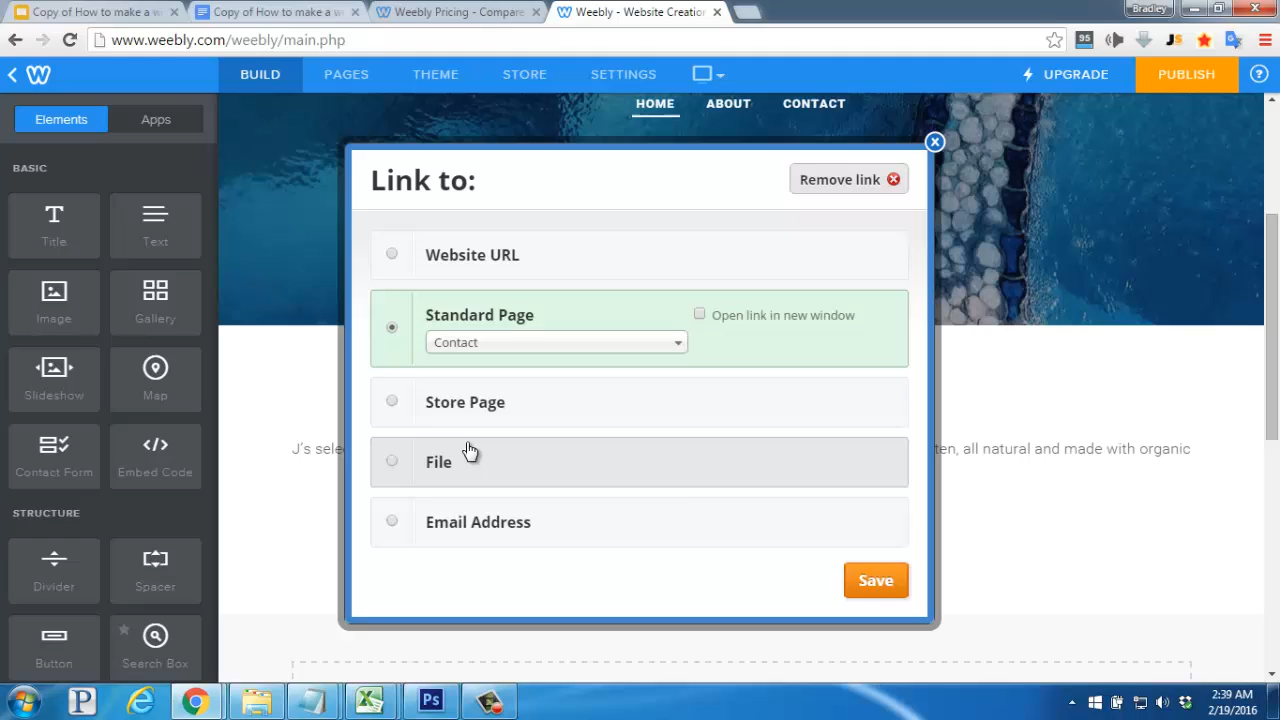 Copy of How to make a w
Copy of How to make a w
Weebly Pricing - Compare
Weebly - Website Creation
Bradley
www.weebly.com/weebly/main.php
95
JS
BUILD
PAGES
THEME
STORE
SETTINGS
UPGRADE
PUBLISH
?
Elements
Apps
HOME
ABOUT
CONTACT
BASIC
Title
Text
Image
Gallery
Slideshow
Map
Contact Form
Embed Code
STRUCTURE
Divider
Spacer
Button
Search Box
Link to:
Remove link
Website URL
Standard Page
Open link in new window
Contact
Store Page
File
Email Address
Save
J's sele
ten, all natural and made with organic
Ps
2:39 AM
2/19/2016